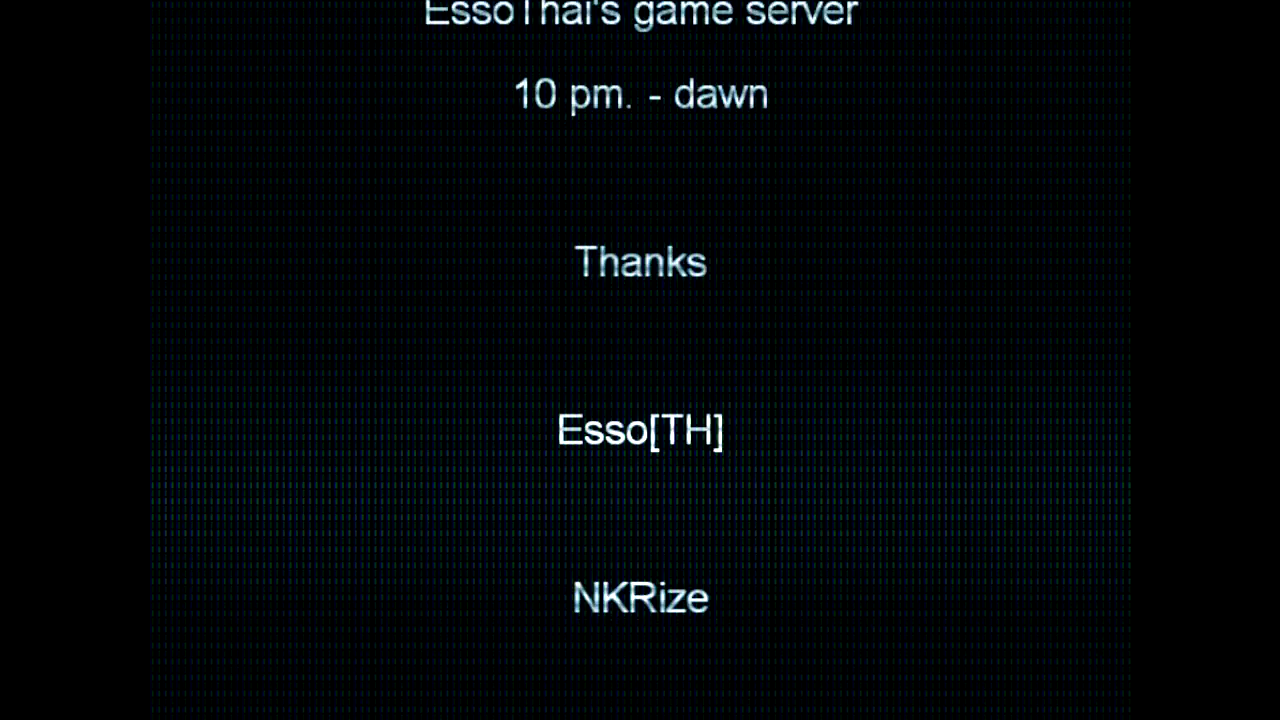 EssoThai's game server
10 pm. - dawn
Thanks
Esso[TH]
NKRize